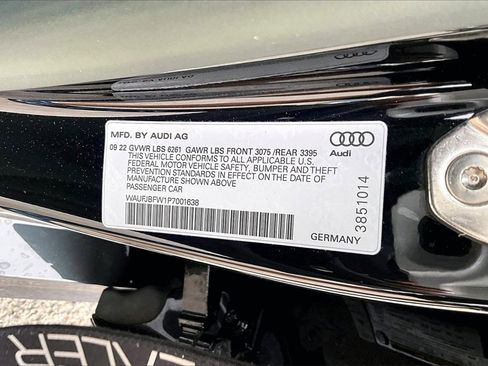 MFD. BY AUDI AG
09 22 GVWR LBS 6261 GAWR LBS FRONT 3075 /REAR 3395
THIS VEHICLE CONFORMS TO ALL APPLICABLE U.S.
FEDERAL MOTOR VEHICLE SAFETY, BUMPER AND THEFT
PREVENTION STANDARDS IN EFFECT ON THE DATE OF
MANUFACTURE SHOWN ABOVE
PASSENGER CAR
WAUFJBFW1P7001638
Audi
3851014
GERMANY